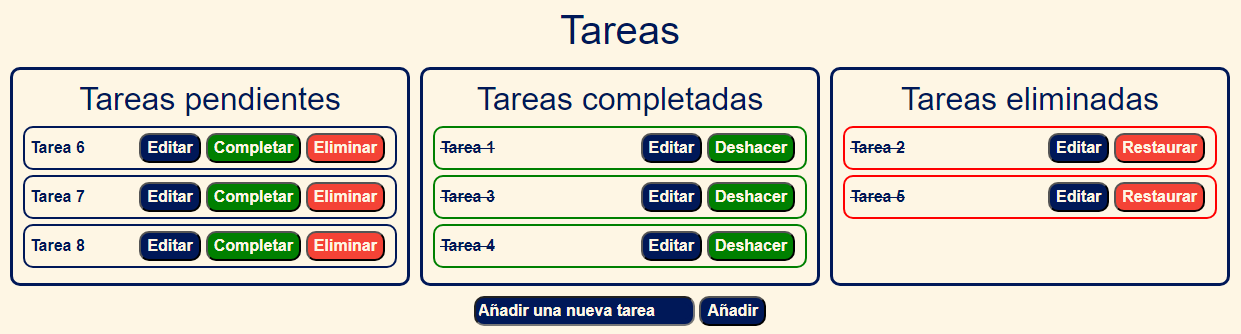 Tareas
Tareas pendientes
Tarea 6 Editar Completar Eliminar
Tarea 7 Editar Completar Eliminar
Tarea 8 Editar Completar Eliminar
Tareas completadas
Tarea 1 Editar Deshacer
Tarea 3 Editar Deshacer
Tarea 4 Editar Deshacer
Tareas eliminadas
Tarea 2 Editar Restaurar
Tarea 5 Editar Restaurar
Añadir una nueva tarea Añadir